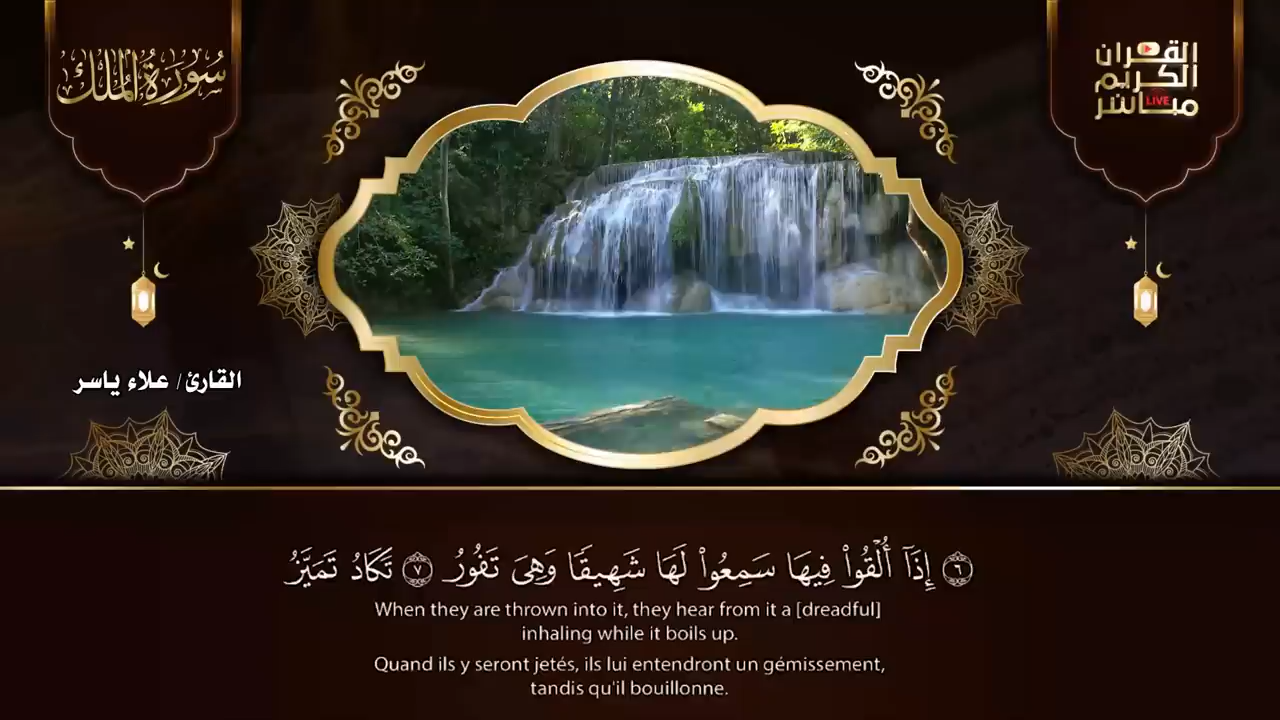 سُورَةُ الْمُلْك
القرآن
الكريم
مباشر
LIVE
القارئ/ علاء ياسر
٦ إِذَآ أُلْقُوا۟ فِيهَا سَمِعُوا۟ لَهَا شَهِيقًا وَهِىَ تَفُورُ ٧ تَكَادُ تَمَيَّزُ
When they are thrown into it, they hear from it a [dreadful]
inhaling while it boils up.
Quand ils y seront jetés, ils lui entendront un gémissement,
tandis qu'il bouillonne.